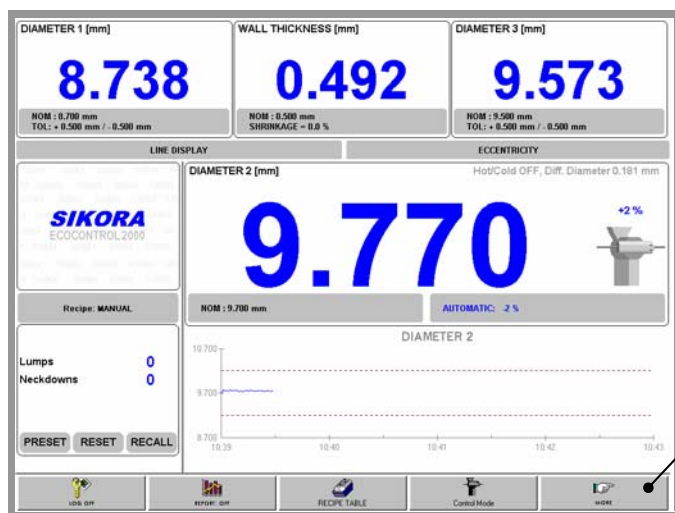 DIAMETER 1 [mm]
8.738
NOM : 8.700 mm
TOL: + 0.500 mm / - 0.500 mm
WALL THICKNESS [mm]
0.492
NOM : 0.500 mm
SHRINKAGE = 0.0 %
DIAMETER 3 [mm]
9.573
NOM : 9.500 mm
TOL: + 0.500 mm / - 0.500 mm
LINE DISPLAY
ECCENTRICITY
SIKORA
ECOCONTROL2000
Recipe: MANUAL
DIAMETER 2 [mm]
Hot/Cold OFF, Diff. Diameter 0.181 mm
9.770
+2 %
NOM : 9.700 mm
AUTOMATIC: -2 %
Lumps 0
Neckdowns 0
PRESET RESET RECALL
DIAMETER 2
10.700
9.700
8.700
10:39 10:40 10:41 10:42 10:43
LOG OFF
REPORT: OFF
RECIPE TABLE
Control Mode
MORE